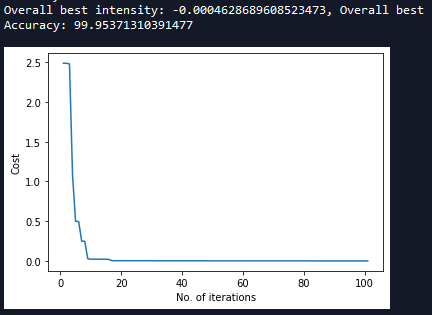 Overall best intensity: -0.0004628689608523473, Overall best
Accuracy: 99.95371310391477
2.5
2.0
1.5
1.0
0.5
0.0
Cost
0 20 40 60 80 100
No. of iterations